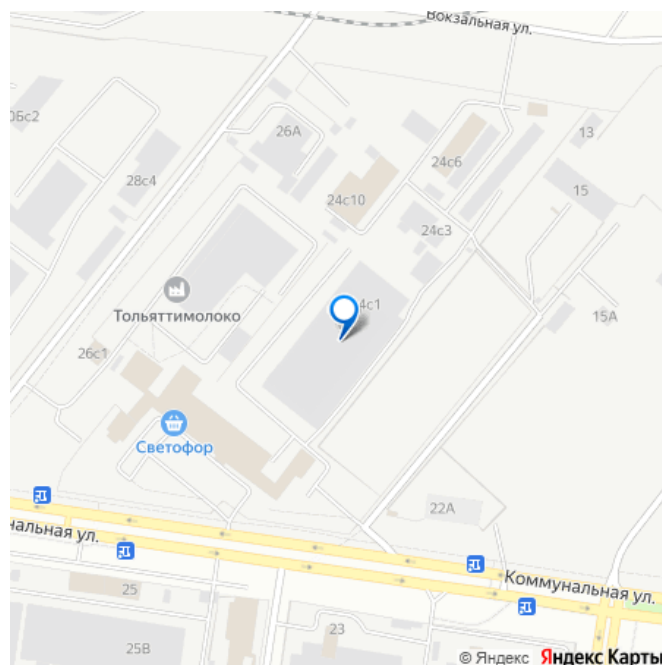 Вокзальная ул.
0Бс2
26А
13
24с6
28с4
15
24с10
24с3
4с1
Тольяттимолоко
15А
26с1
Светофор
22А
нальная ул.
Коммунальная ул.
25
23
25В
© Яндекс Яндекс Карты